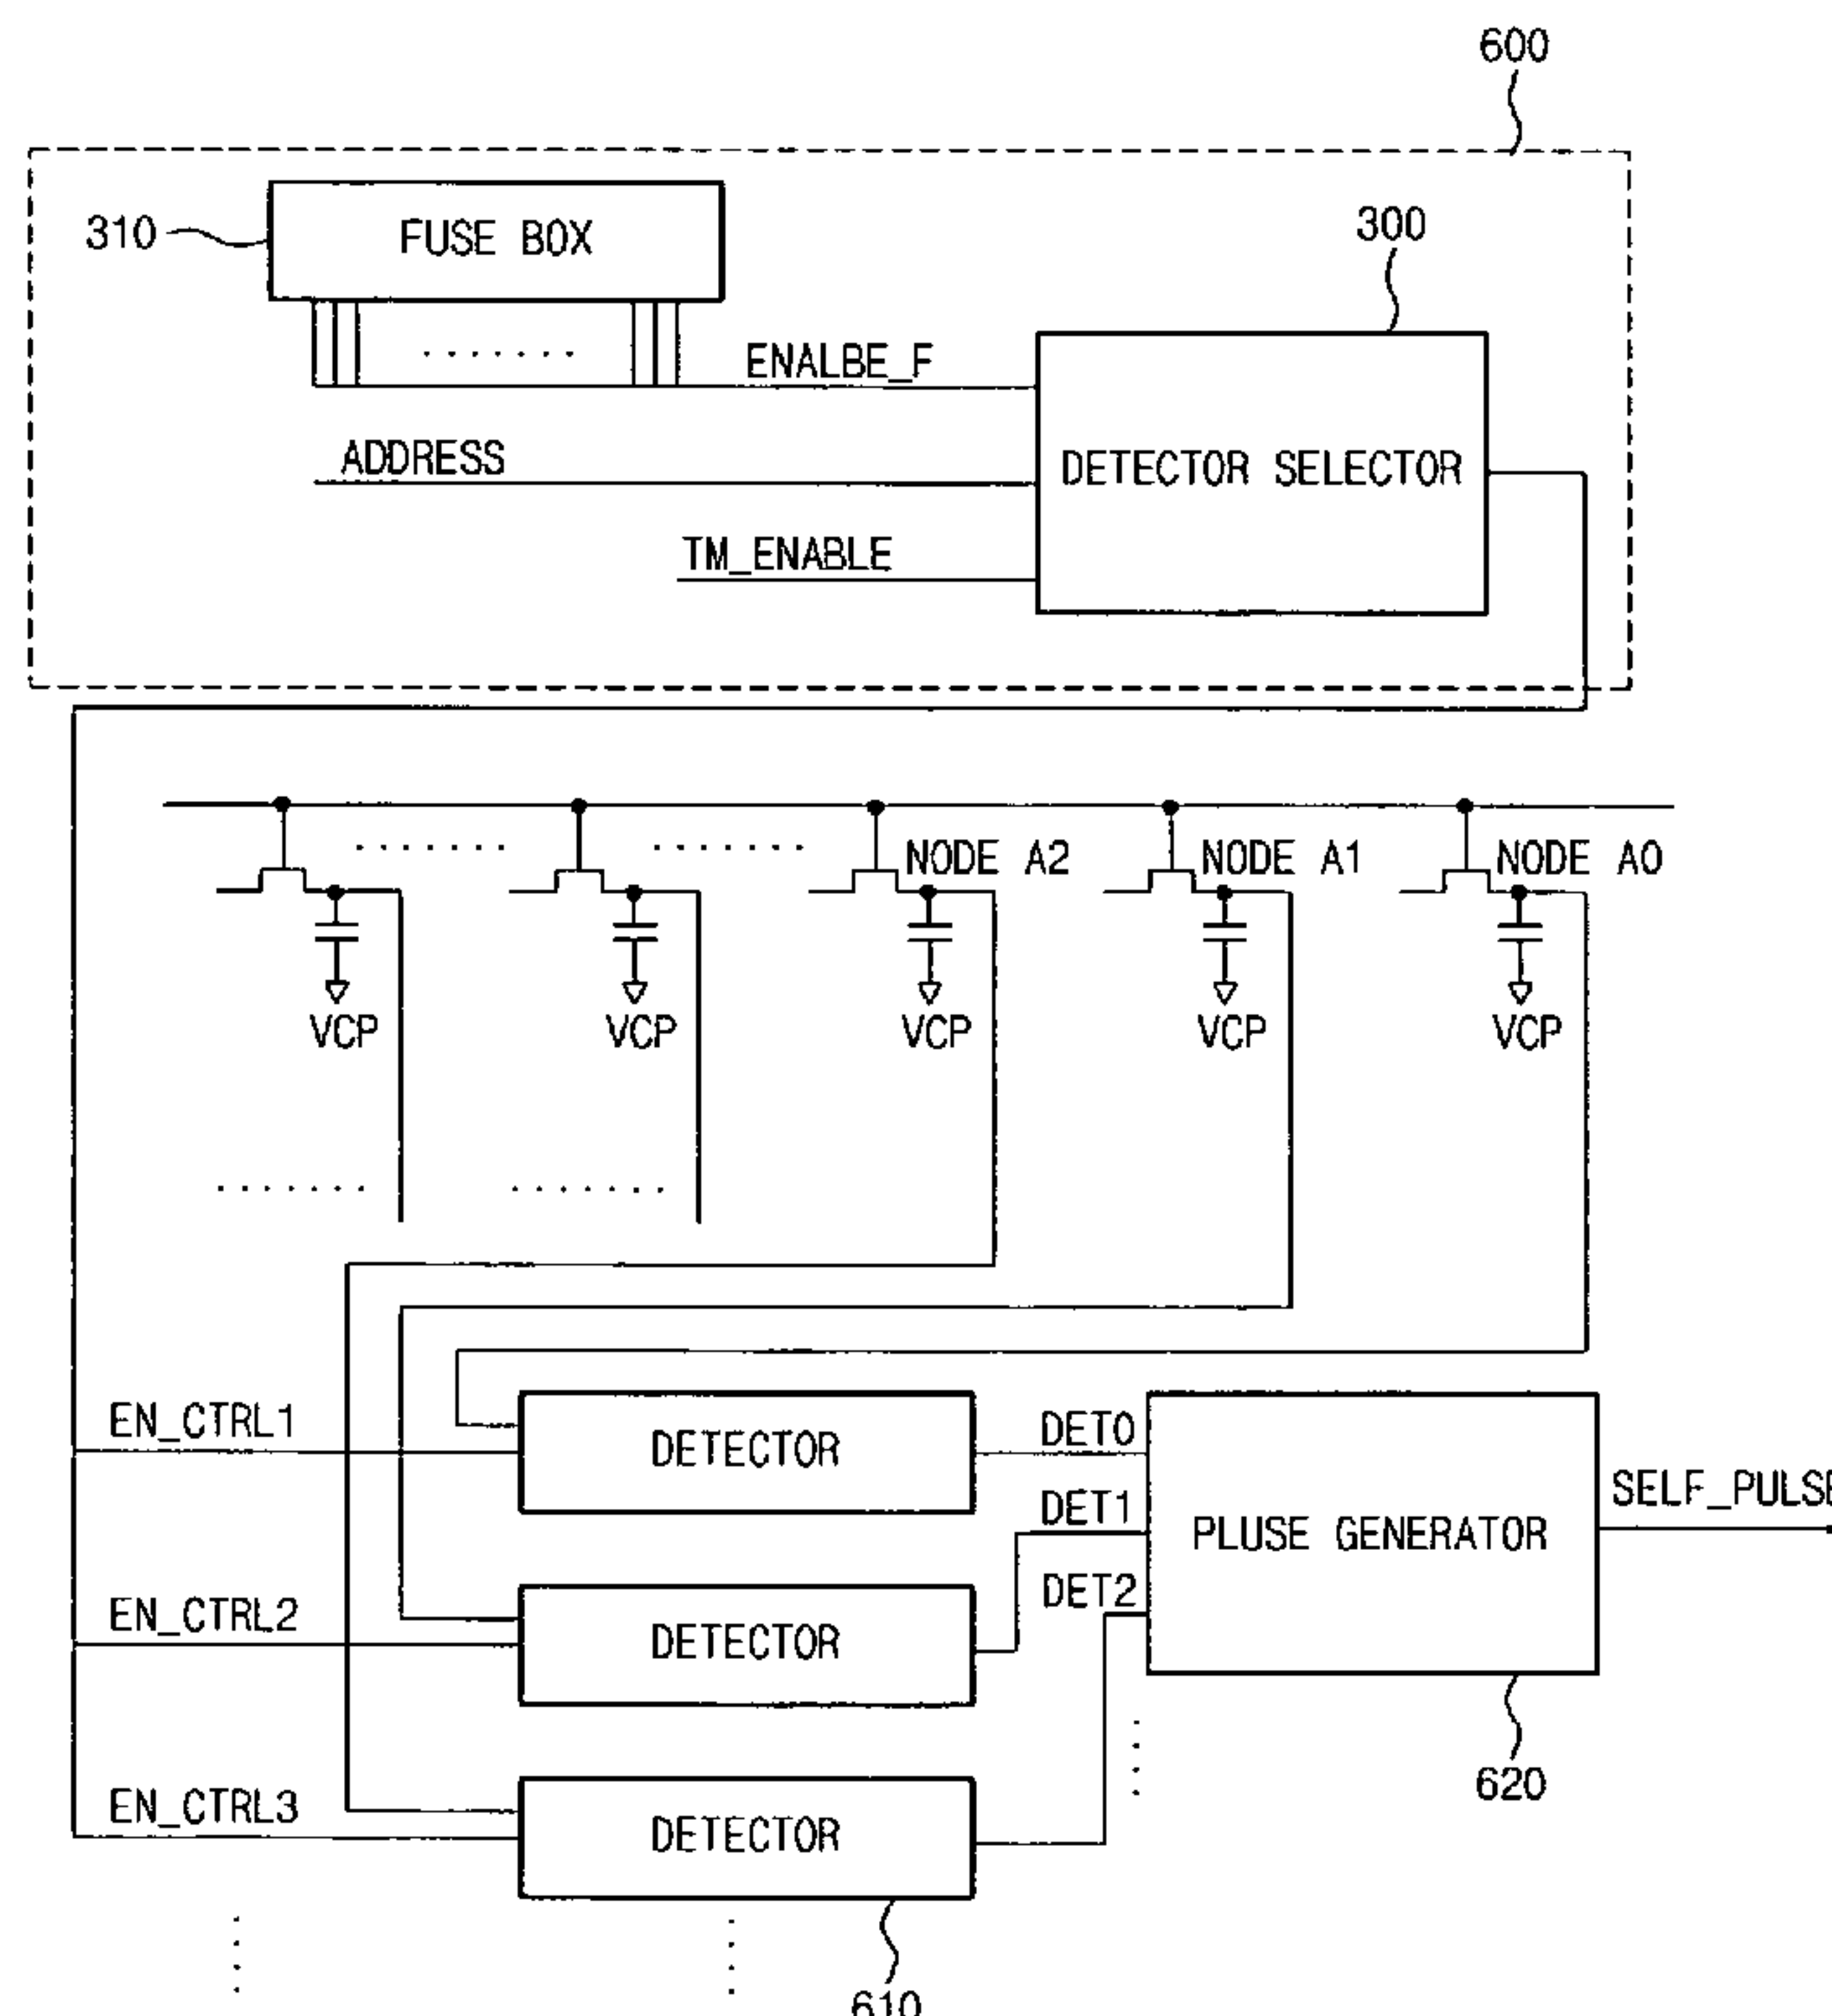 600
310
FUSE BOX
300
ENALBE_F
ADDRESS
DETECTOR SELECTOR
TM_ENABLE
NODE A2
NODE A1
NODE A0
VCP
VCP
VCP
VCP
VCP
EN_CTRL1
DETECTOR
DET0
DET1
SELF_PULSE
PLUSE GENERATOR
DET2
EN_CTRL2
DETECTOR
620
EN_CTRL3
DETECTOR
610